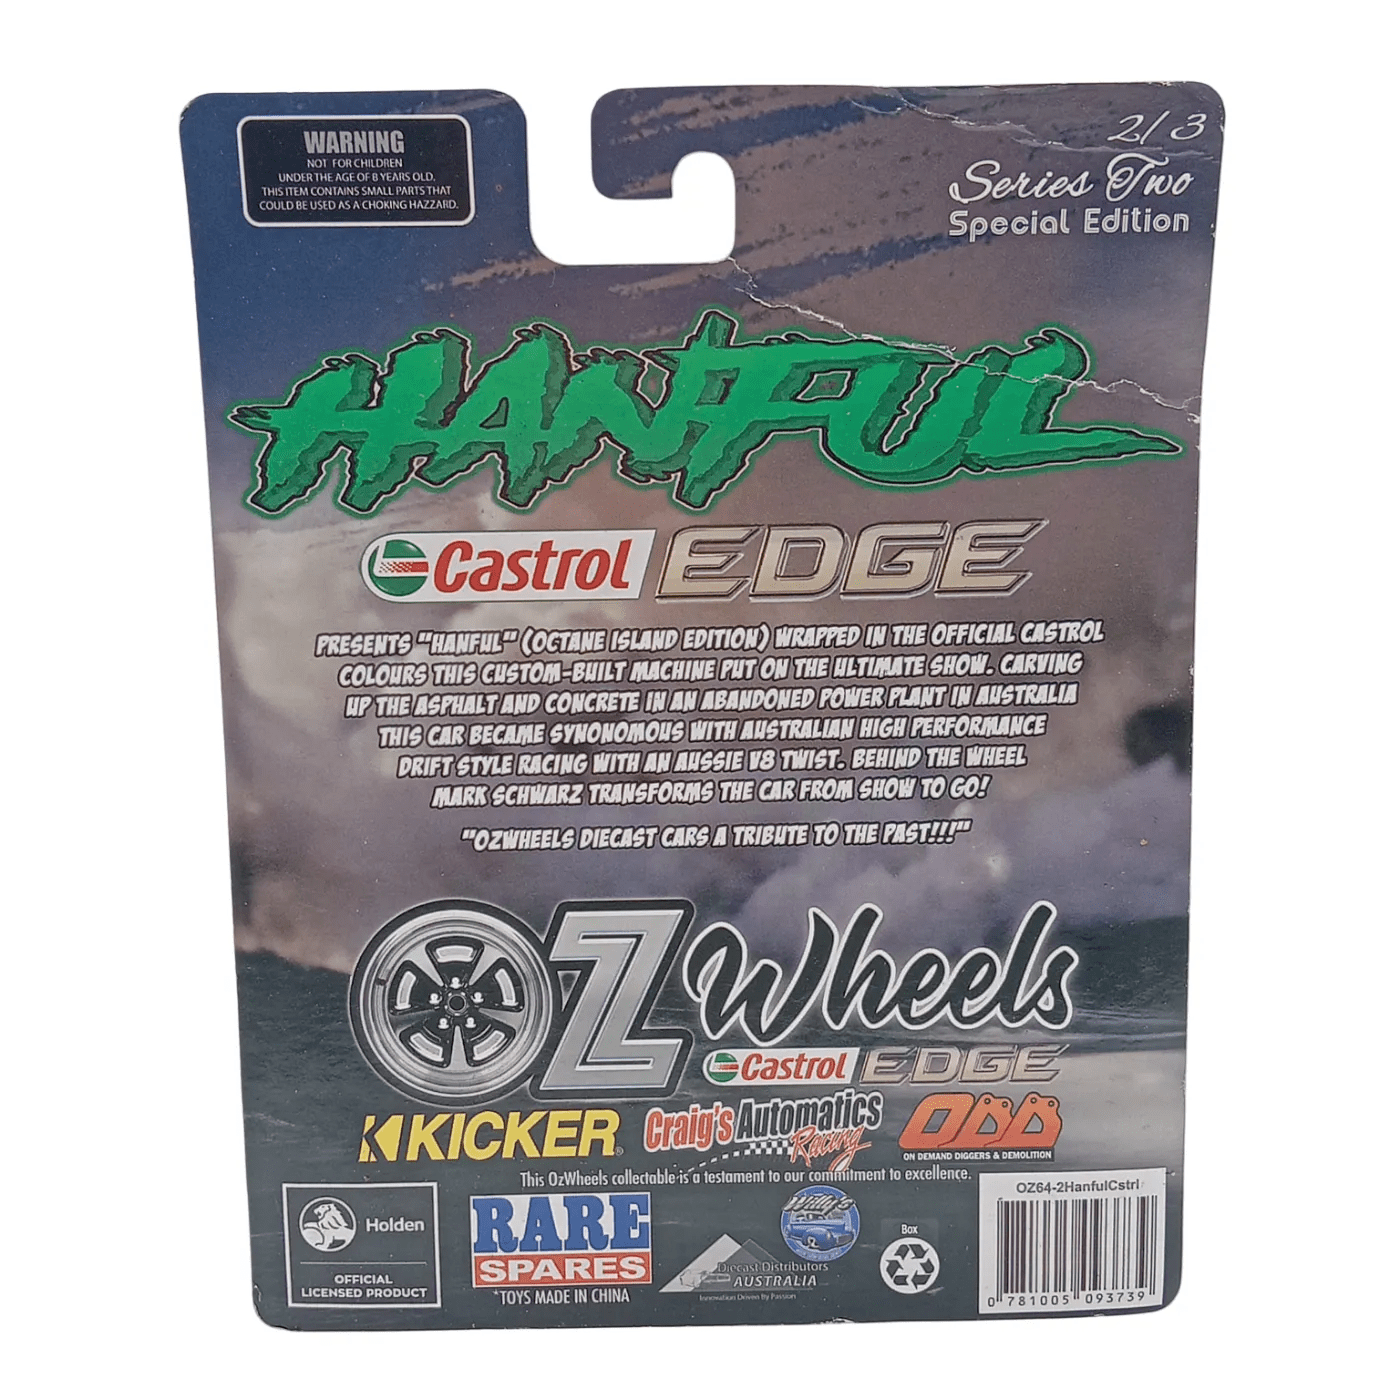 WARNING
NOT FOR CHILDREN
UNDER THE AGE OF 8 YEARS OLD.
THIS ITEM CONTAINS SMALL PARTS THAT
COULD BE USED AS A CHOKING HAZZARD.
2/3
Series Two
Special Edition
HANFUL
Castrol EDGE
PRESENTS "HANFUL" (OCTANE ISLAND EDITION) WRAPPED IN THE OFFICIAL CASTROL
COLOURS THIS CUSTOM-BUILT MACHINE PUT ON THE ULTIMATE SHOW. CARVING
UP THE ASPHALT AND CONCRETE IN AN ABANDONED POWER PLANT IN AUSTRALIA
THIS CAR BECAME SYNONOMOUS WITH AUSTRALIAN HIGH PERFORMANCE
DRIFT STYLE RACING WITH AN AUSSIE V8 TWIST. BEHIND THE WHEEL
MARK SCHWARZ TRANSFORMS THE CAR FROM SHOW TO GO!
"OZWHEELS DIECAST CARS A TRIBUTE TO THE PAST!!!"
OZ Wheels
Castrol EDGE
KICKER®
Craig's Automatics
Racing
ODD
ON DEMAND DIGGERS & DEMOLITION
This OzWheels collectable is a testament to our commitment to excellence.
Holden
OFFICIAL
LICENSED PRODUCT
RARE
SPARES
*TOYS MADE IN CHINA
Diecast Distributors
AUSTRALIA
Innovation Driven By Passion
Willy's
Box
OZ64-2HanfulCstrl
0 781005 093739